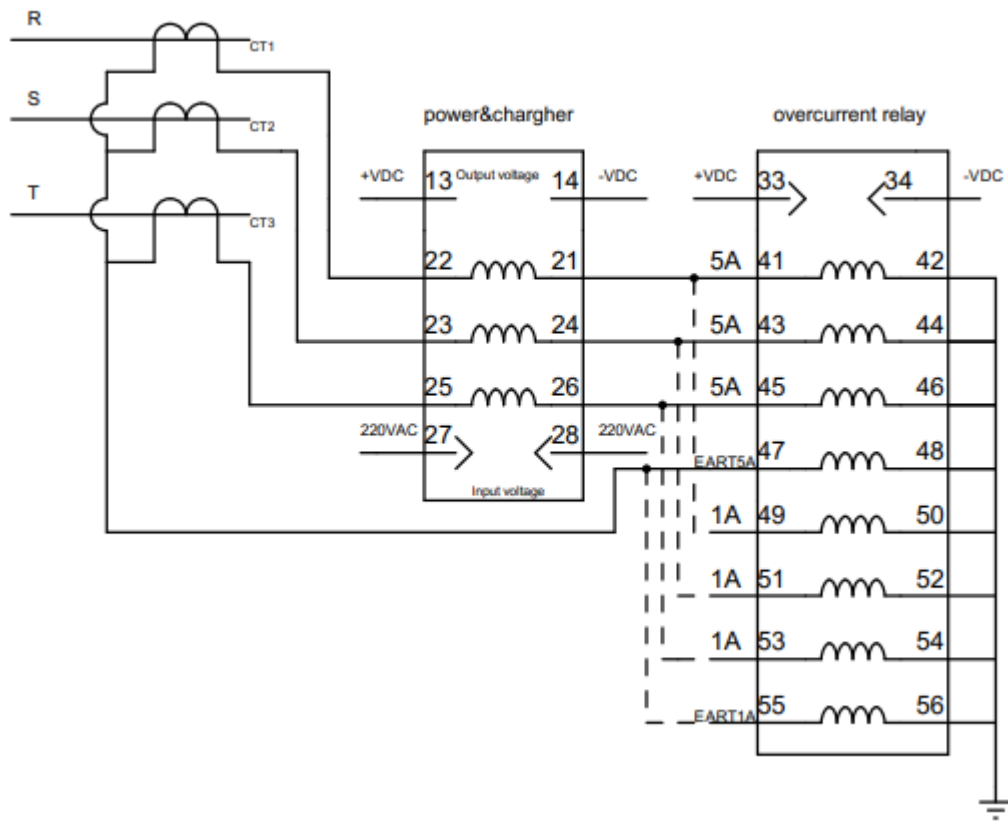 R
CT1
S
CT2
T
CT3
power&chargher
overcurrent relay
+VDC 13 Output voltage 14 -VDC
+VDC 33 34 -VDC
22 21 5A 41 42
23 24 5A 43 44
25 26 5A 45 46
220VAC 27 28 220VAC
EART5A 47 48
Input voltage
1A 49 50
1A 51 52
1A 53 54
EART1A 55 56